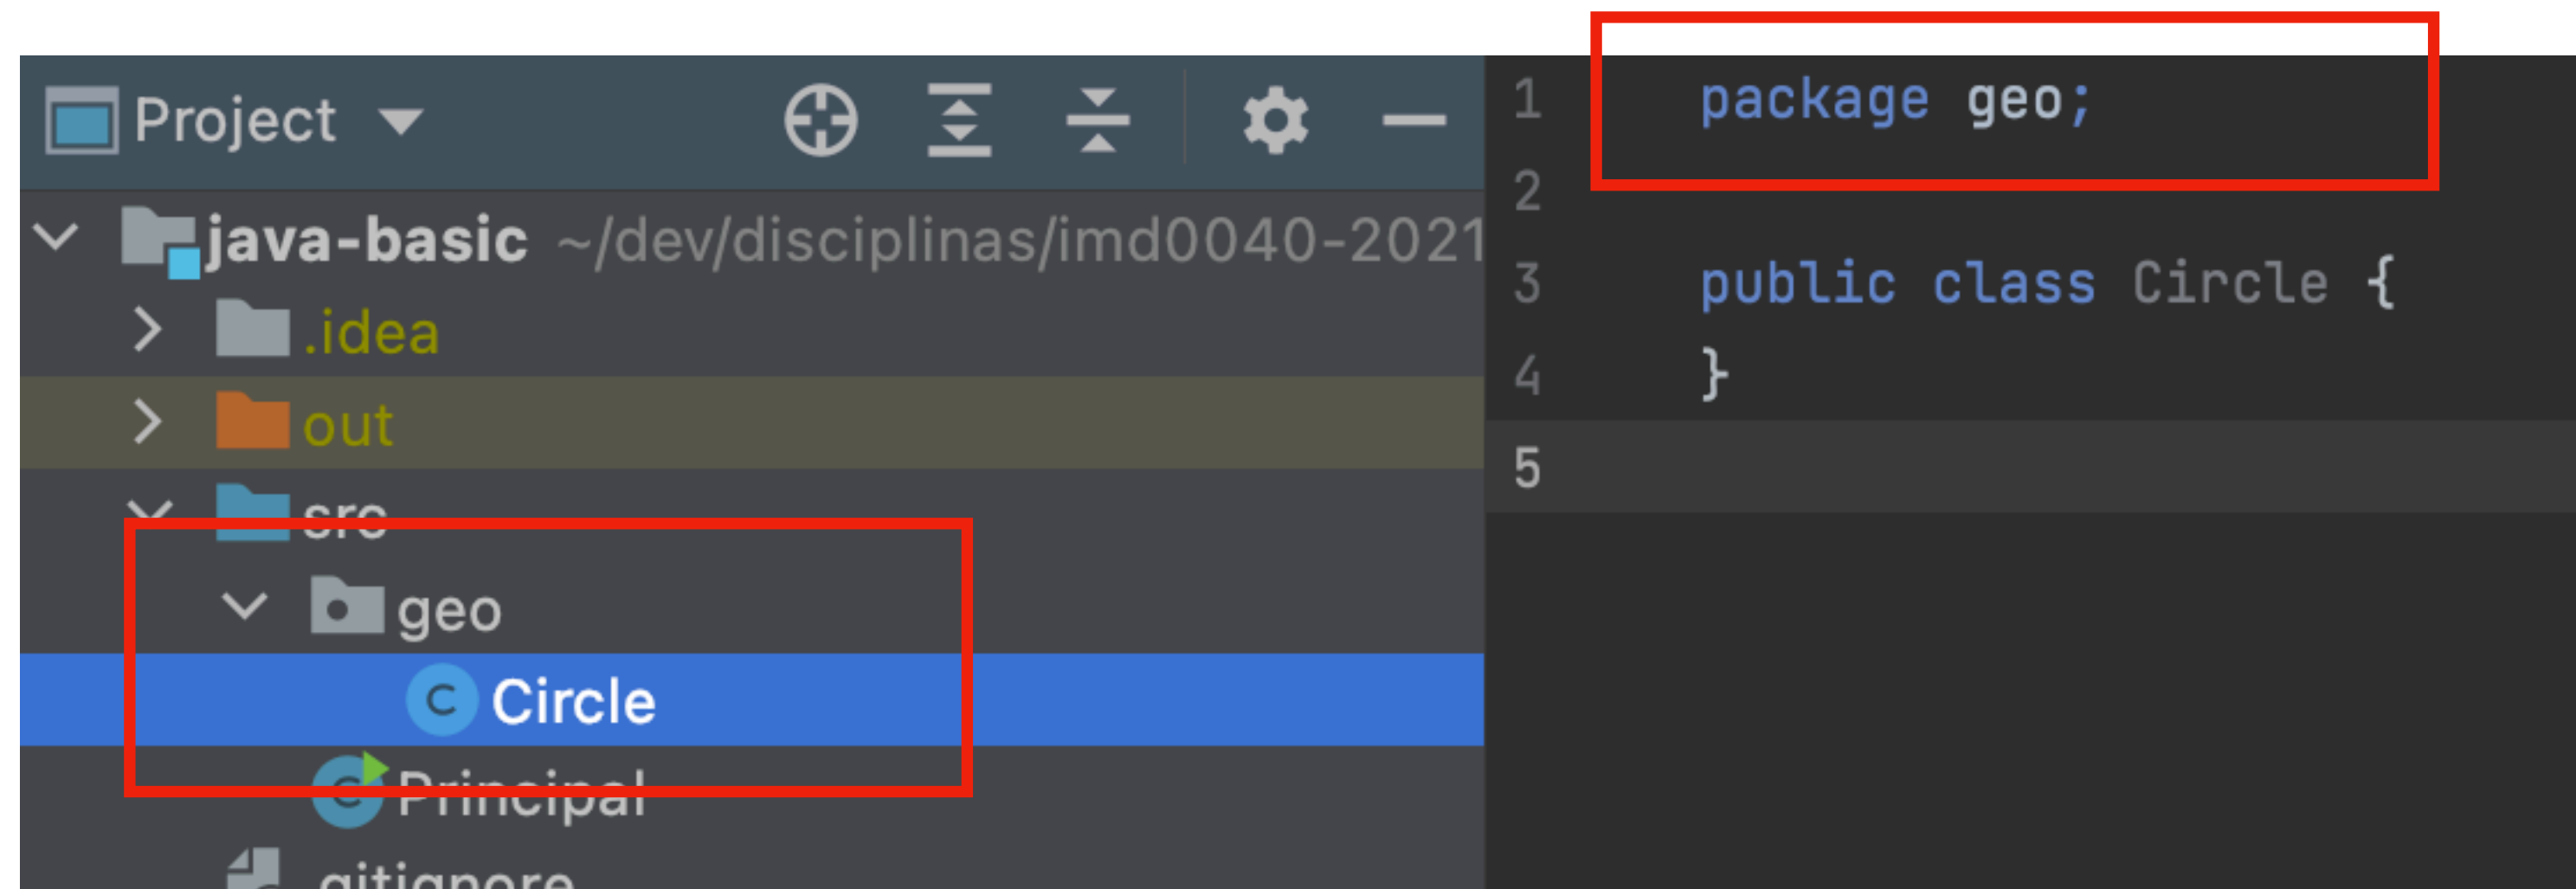 Project
java-basic ~/dev/disciplinas/imd0040-2021
.idea
out
src
geo
Circle
Principal
.gitignore
1 package geo;
2
3 public class Circle {
4 }
5